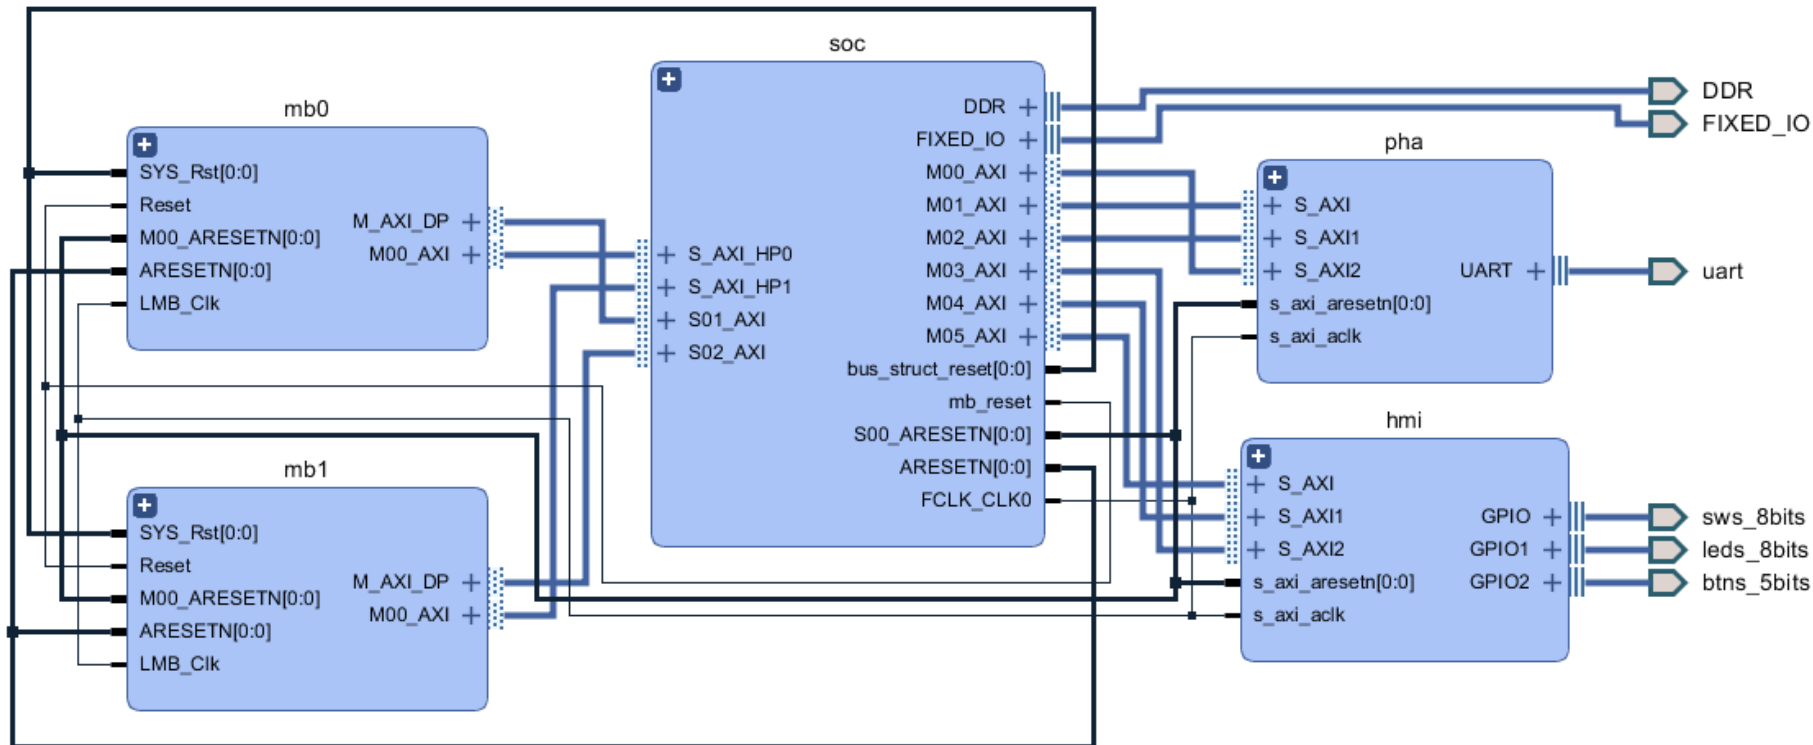 mb0
SYS_Rst[0:0]
Reset
M00_ARESETN[0:0]
ARESETN[0:0]
LMB_Clk
M_AXI_DP
M00_AXI
mb1
SYS_Rst[0:0]
Reset
M00_ARESETN[0:0]
ARESETN[0:0]
LMB_Clk
M_AXI_DP
M00_AXI
soc
S_AXI_HP0
S_AXI_HP1
S01_AXI
S02_AXI
DDR
FIXED_IO
M00_AXI
M01_AXI
M02_AXI
M03_AXI
M04_AXI
M05_AXI
bus_struct_reset[0:0]
mb_reset
S00_ARESETN[0:0]
ARESETN[0:0]
FCLK_CLK0
pha
S_AXI
S_AXI1
S_AXI2
s_axi_aresetn[0:0]
s_axi_aclk
UART
hmi
S_AXI
S_AXI1
S_AXI2
s_axi_aresetn[0:0]
s_axi_aclk
GPIO
GPIO1
GPIO2
DDR
FIXED_IO
uart
sws_8bits
leds_8bits
btns_5bits